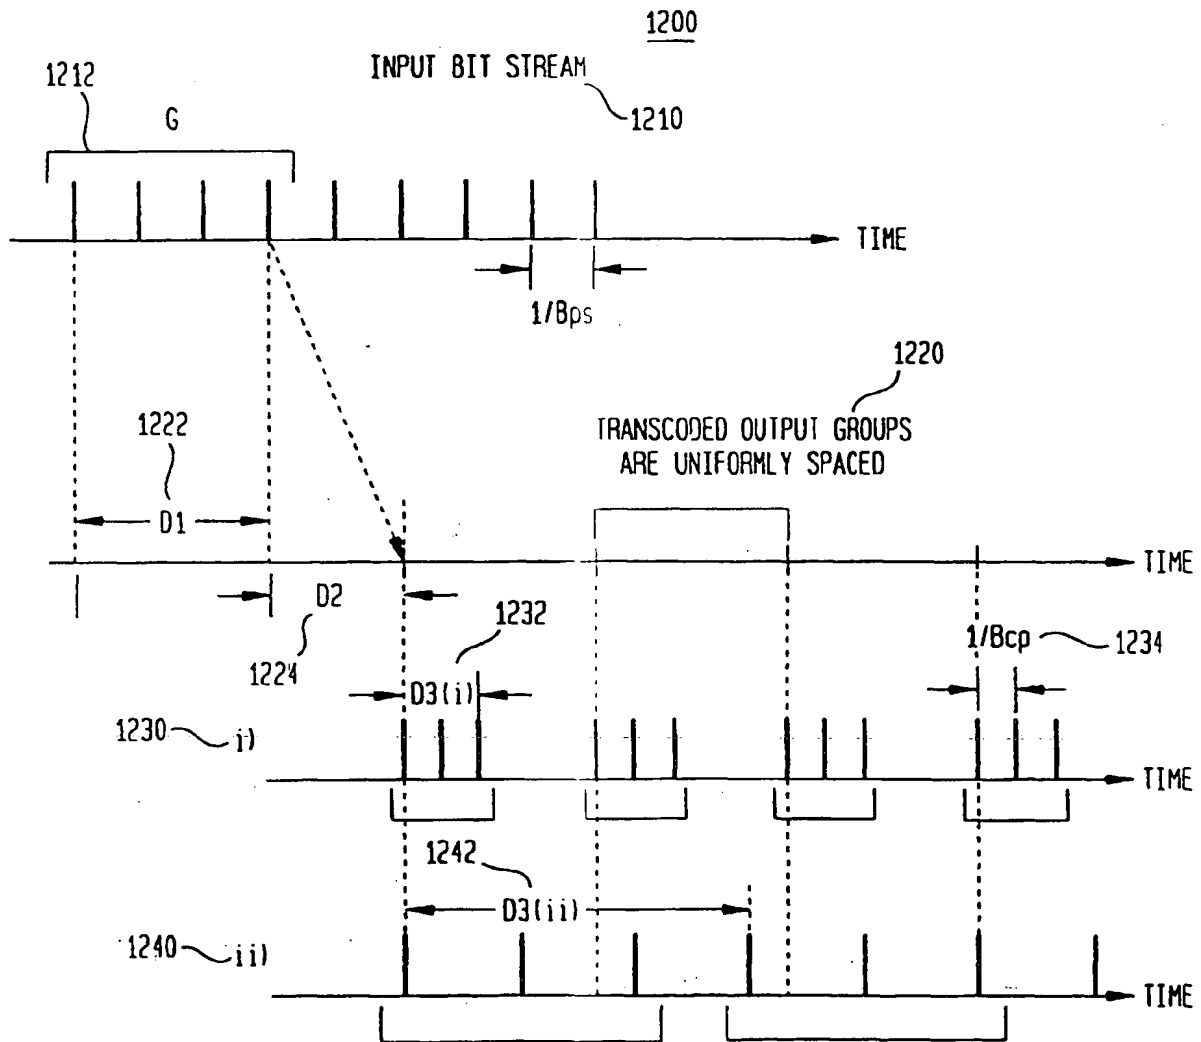 1200
INPUT BIT STREAM
1210
1212
G
TIME
1/Bps
1220
TRANSCODED OUTPUT GROUPS
ARE UNIFORMLY SPACED
1222
D1
TIME
D2
1224
1232
D3(i)
1/Bcp
1234
1230
i)
TIME
1242
D3(ii)
1240
ii)
TIME